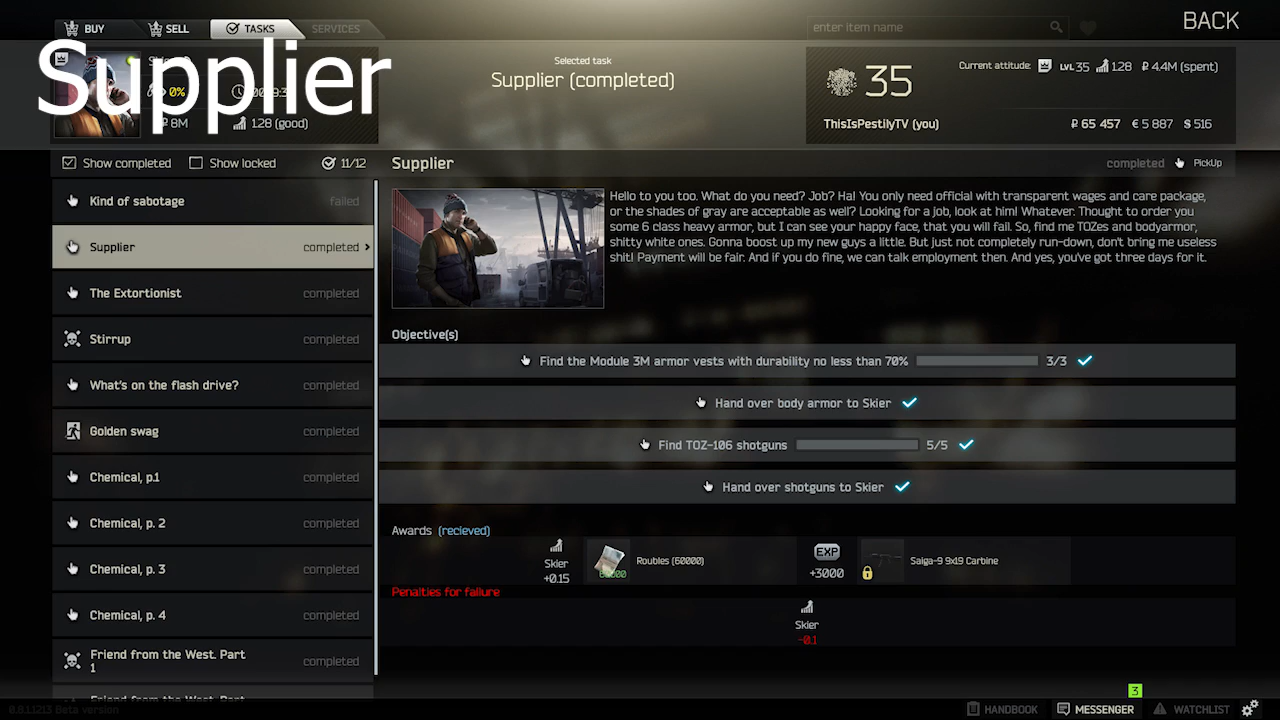 BUY
SELL
TASKS
SERVICES
enter item name
BACK
Supplier
Selected task
Supplier (completed)
0%
₽ 8M
1.28 (good)
35
Current attitude: LVL 35 1.28 ₽ 4.4M (spent)
ThisIsPestilyTV (you)
₽ 65 457 € 5 887 $ 516
Show completed
Show locked
11/12
Supplier
completed
PickUp
Kind of sabotage failed
Supplier completed
The Extortionist completed
Stirrup completed
What's on the flash drive? completed
Golden swag completed
Chemical, p.1 completed
Chemical, p. 2 completed
Chemical, p. 3 completed
Chemical, p. 4 completed
Friend from the West. Part
1 completed
Friend from the West. Part
Hello to you too. What do you need? Job? Ha! You only need official with transparent wages and care package,
or the shades of gray are acceptable as well? Looking for a job, look at him! Whatever. Thought to order you
some 6 class heavy armor, but I can see your happy face, that you will fail. So, find me TOZes and bodyarmor,
shitty white ones. Gonna boost up my new guys a little. But just not completely run-down, don't bring me useless
shit! Payment will be fair. And if you do fine, we can talk employment then. And yes, you've got three days for it.
Objective(s)
Find the Module 3M armor vests with durability no less than 70% 3/3
Hand over body armor to Skier
Find TOZ-106 shotguns 5/5
Hand over shotguns to Skier
Awards (recieved)
Skier
+0.15
60000
Roubles (60000)
EXP
+3000
Saiga-9 9x19 Carbine
Penalties for failure
Skier
-0.1
3
0.8.1.1213 Beta version
HANDBOOK
MESSENGER
WATCHLIST